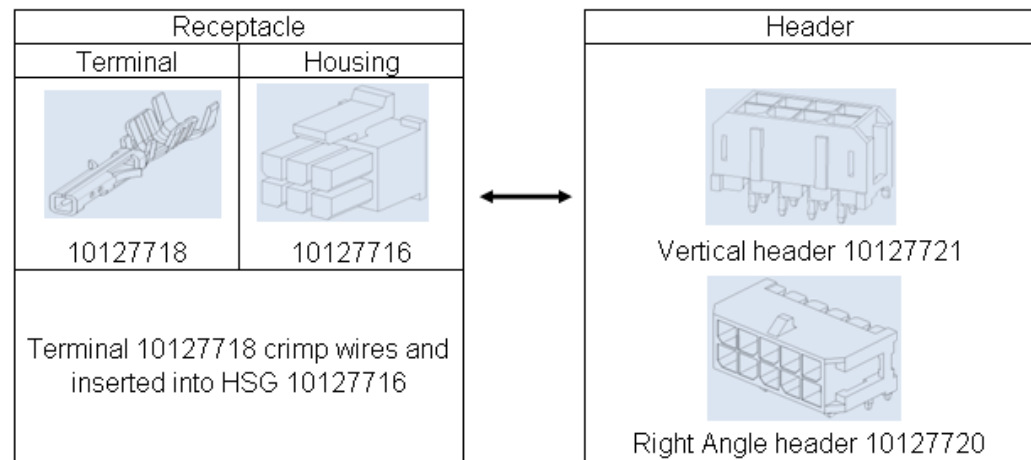 Receptacle
Terminal
Housing
10127718
10127716
Terminal 10127718 crimp wires and
inserted into HSG 10127716
Header
Vertical header 10127721
Right Angle header 10127720